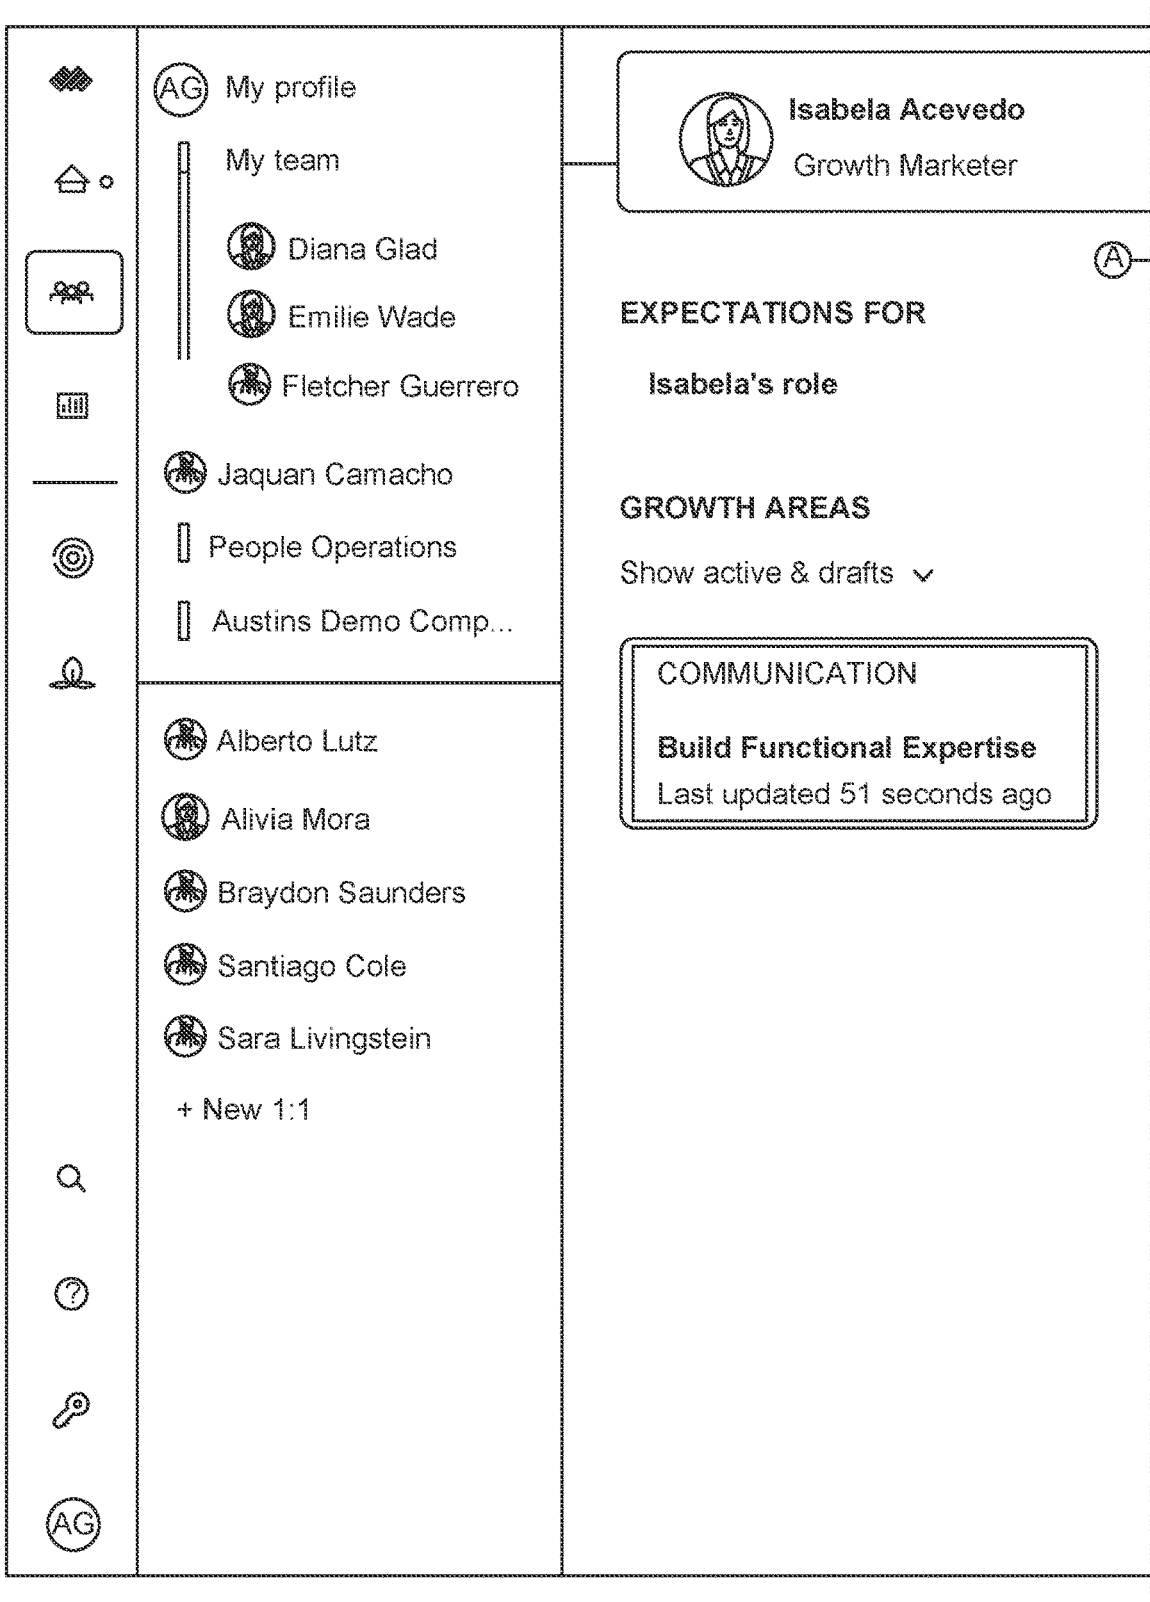 AG My profile
My team
Diana Glad
Emilie Wade
Fletcher Guerrero
Jaquan Camacho
People Operations
Austins Demo Comp...
Alberto Lutz
Alivia Mora
Braydon Saunders
Santiago Cole
Sara Livingstein
+ New 1:1
?
AG
Isabela Acevedo
Growth Marketer
A
EXPECTATIONS FOR
Isabela's role
GROWTH AREAS
Show active & drafts
COMMUNICATION
Build Functional Expertise
Last updated 51 seconds ago